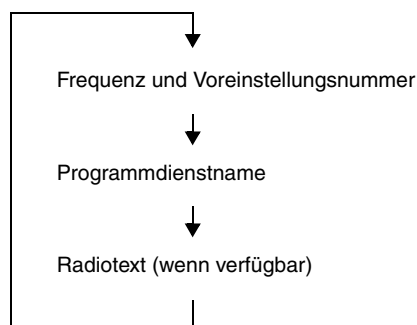 Frequenz und Voreinstellungsnummer
Programmdienstname
Radiotext (wenn verfügbar)